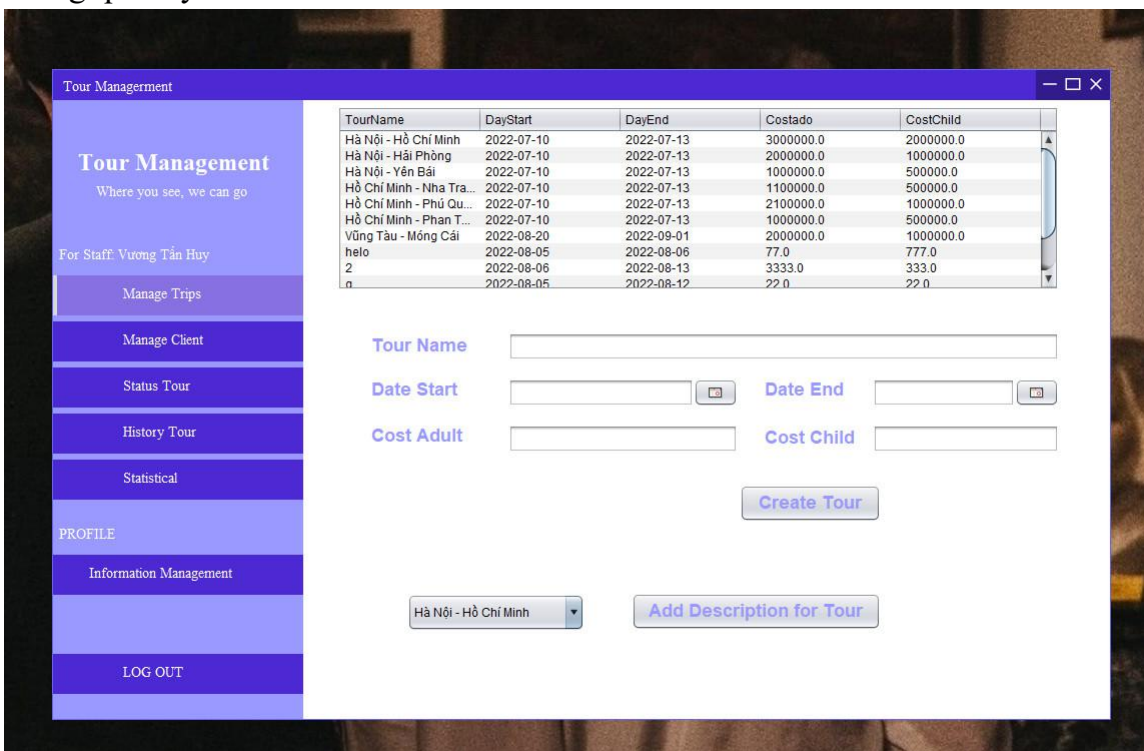 Tour Managerment
Tour Management
Where you see, we can go
For Staff: Vương Tấn Huy
Manage Trips
Manage Client
Status Tour
History Tour
Statistical
PROFILE
Information Management
LOG OUT
TourName DayStart DayEnd Costado CostChild
Hà Nội - Hồ Chí Minh 2022-07-10 2022-07-13 3000000.0 2000000.0
Hà Nội - Hải Phòng 2022-07-10 2022-07-13 2000000.0 1000000.0
Hà Nội - Yên Bái 2022-07-10 2022-07-13 1000000.0 500000.0
Hồ Chí Minh - Nha Tra... 2022-07-10 2022-07-13 1100000.0 500000.0
Hồ Chí Minh - Phú Qu... 2022-07-10 2022-07-13 2100000.0 1000000.0
Hồ Chí Minh - Phan T... 2022-07-10 2022-07-13 1000000.0 500000.0
Vũng Tàu - Móng Cái 2022-08-20 2022-09-01 2000000.0 1000000.0
helo 2022-08-05 2022-08-06 77.0 777.0
2 2022-08-06 2022-08-13 3333.0 333.0
2022-08-05 2022-08-12 22.0 22.0
Tour Name
Date Start Date End
Cost Adult Cost Child
Create Tour
Hà Nội - Hồ Chí Minh Add Description for Tour